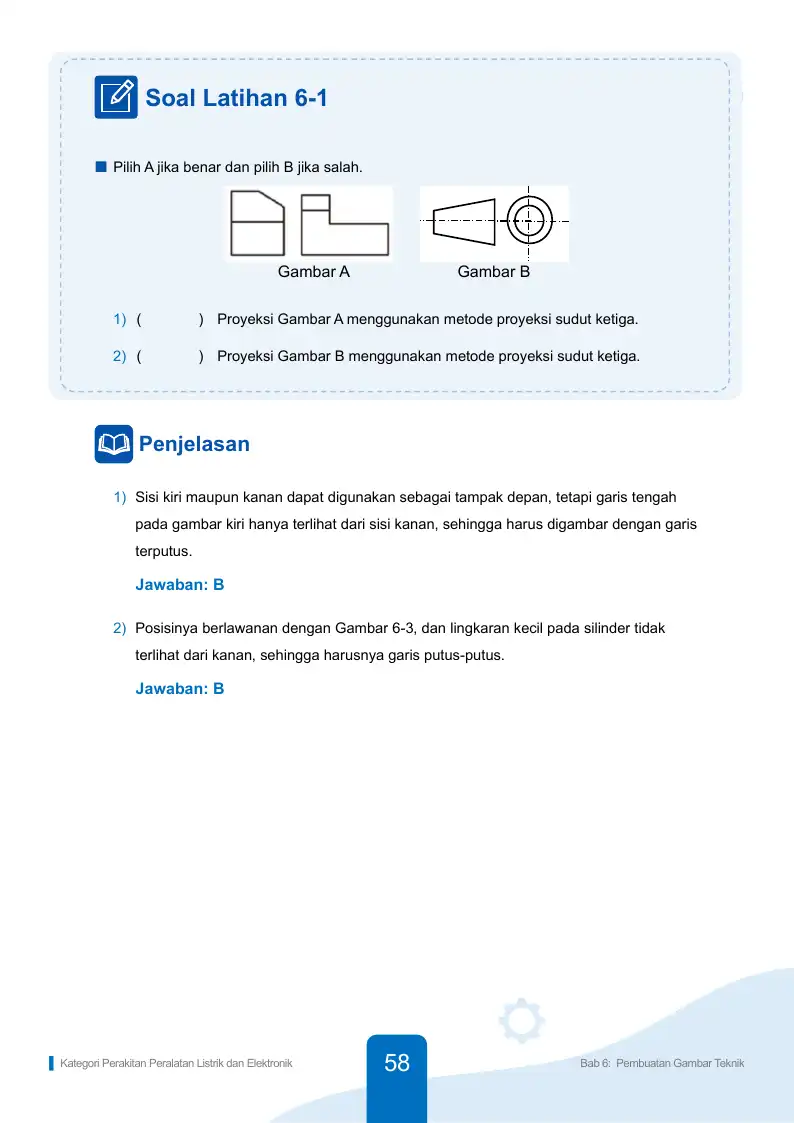 Soal Latihan 6-1
Pilih A jika benar dan pilih B jika salah.
Gambar A
Gambar B
1) ( ) Proyeksi Gambar A menggunakan metode proyeksi sudut ketiga.
2) ( ) Proyeksi Gambar B menggunakan metode proyeksi sudut ketiga.
Penjelasan
1) Sisi kiri maupun kanan dapat digunakan sebagai tampak depan, tetapi garis tengah
pada gambar kiri hanya terlihat dari sisi kanan, sehingga harus digambar dengan garis
terputus.
Jawaban: B
2) Posisinya berlawanan dengan Gambar 6-3, dan lingkaran kecil pada silinder tidak
terlihat dari kanan, sehingga harusnya garis putus-putus.
Jawaban: B
Kategori Perakitan Peralatan Listrik dan Elektronik
58
Bab 6: Pembuatan Gambar Teknik